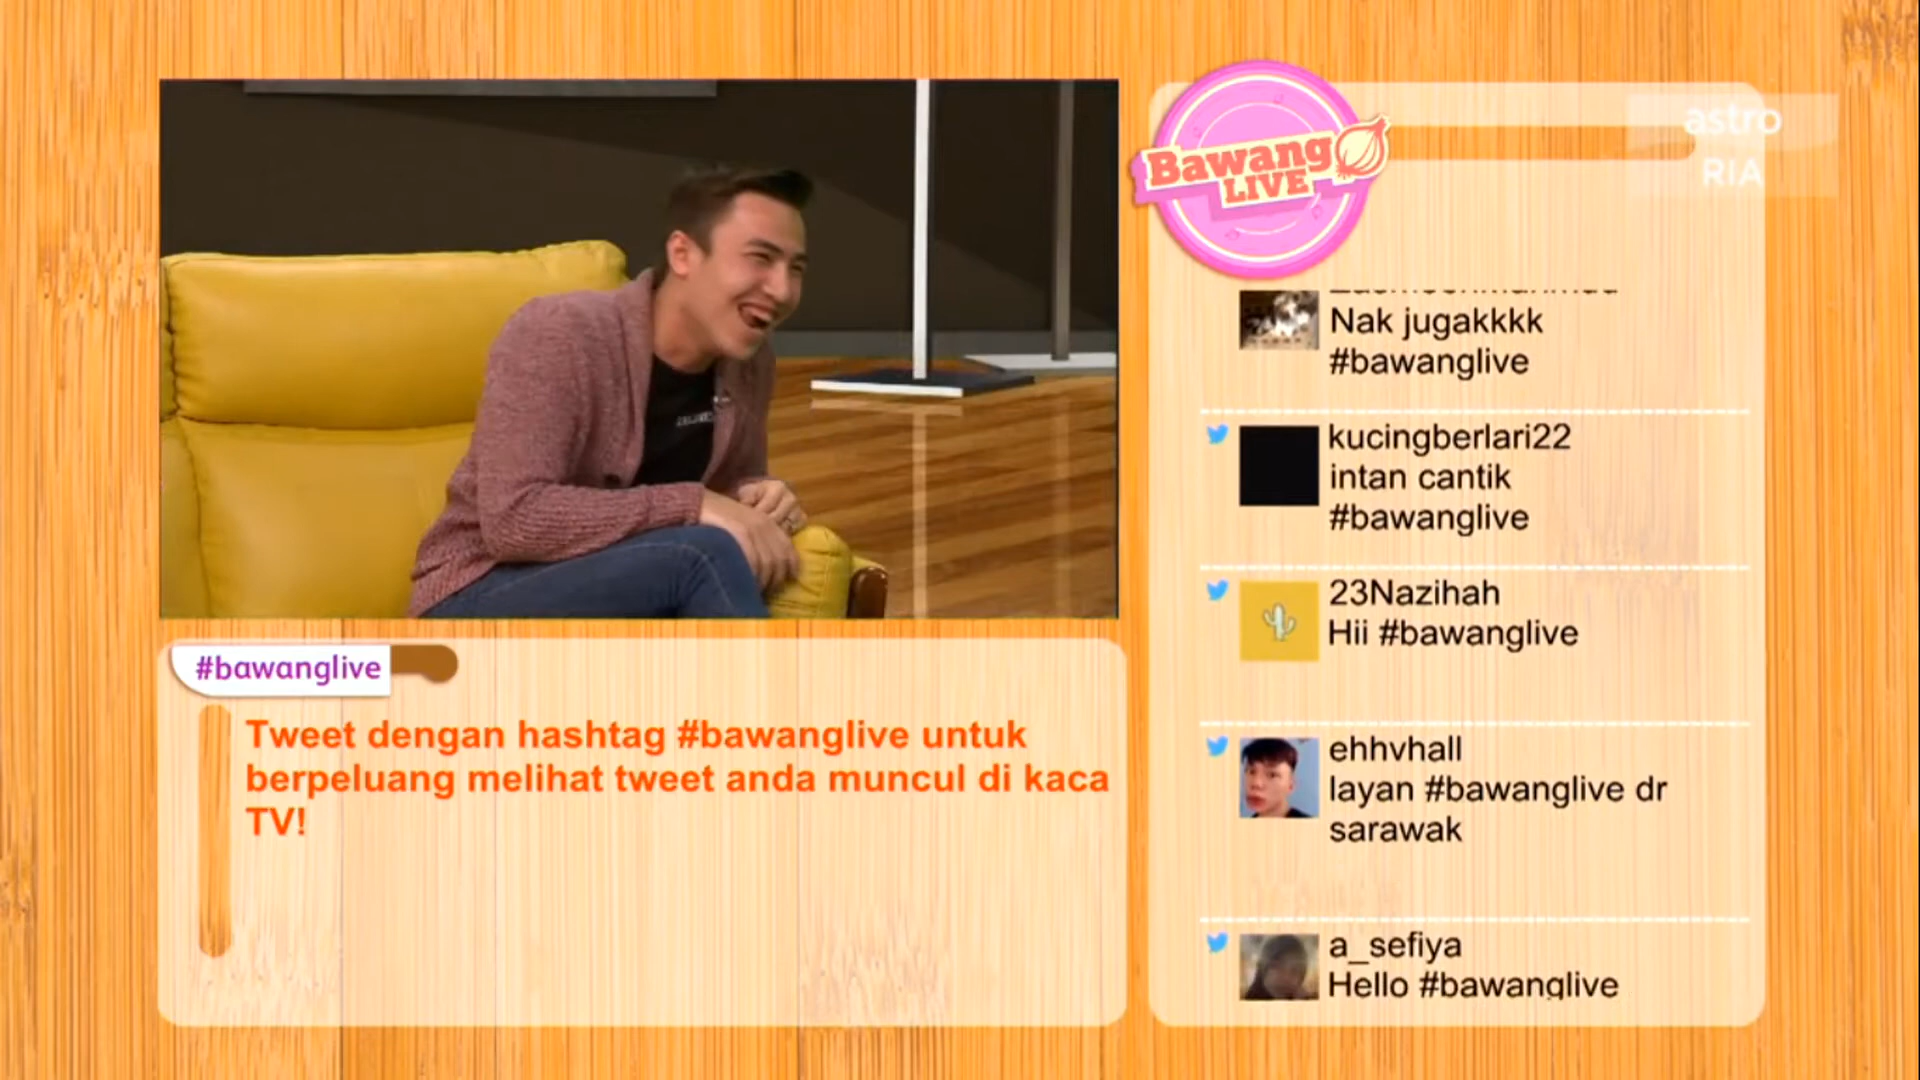 Bawang
LIVE
astro
RIA
Nak jugakkkk
#bawanglive
kucingberlari22
intan cantik
#bawanglive
23Nazihah
Hii #bawanglive
ehhvhall
layan #bawanglive dr
sarawak
a_sefiya
Hello #bawanglive
#bawanglive
Tweet dengan hashtag #bawanglive untuk
berpeluang melihat tweet anda muncul di kaca
TV!